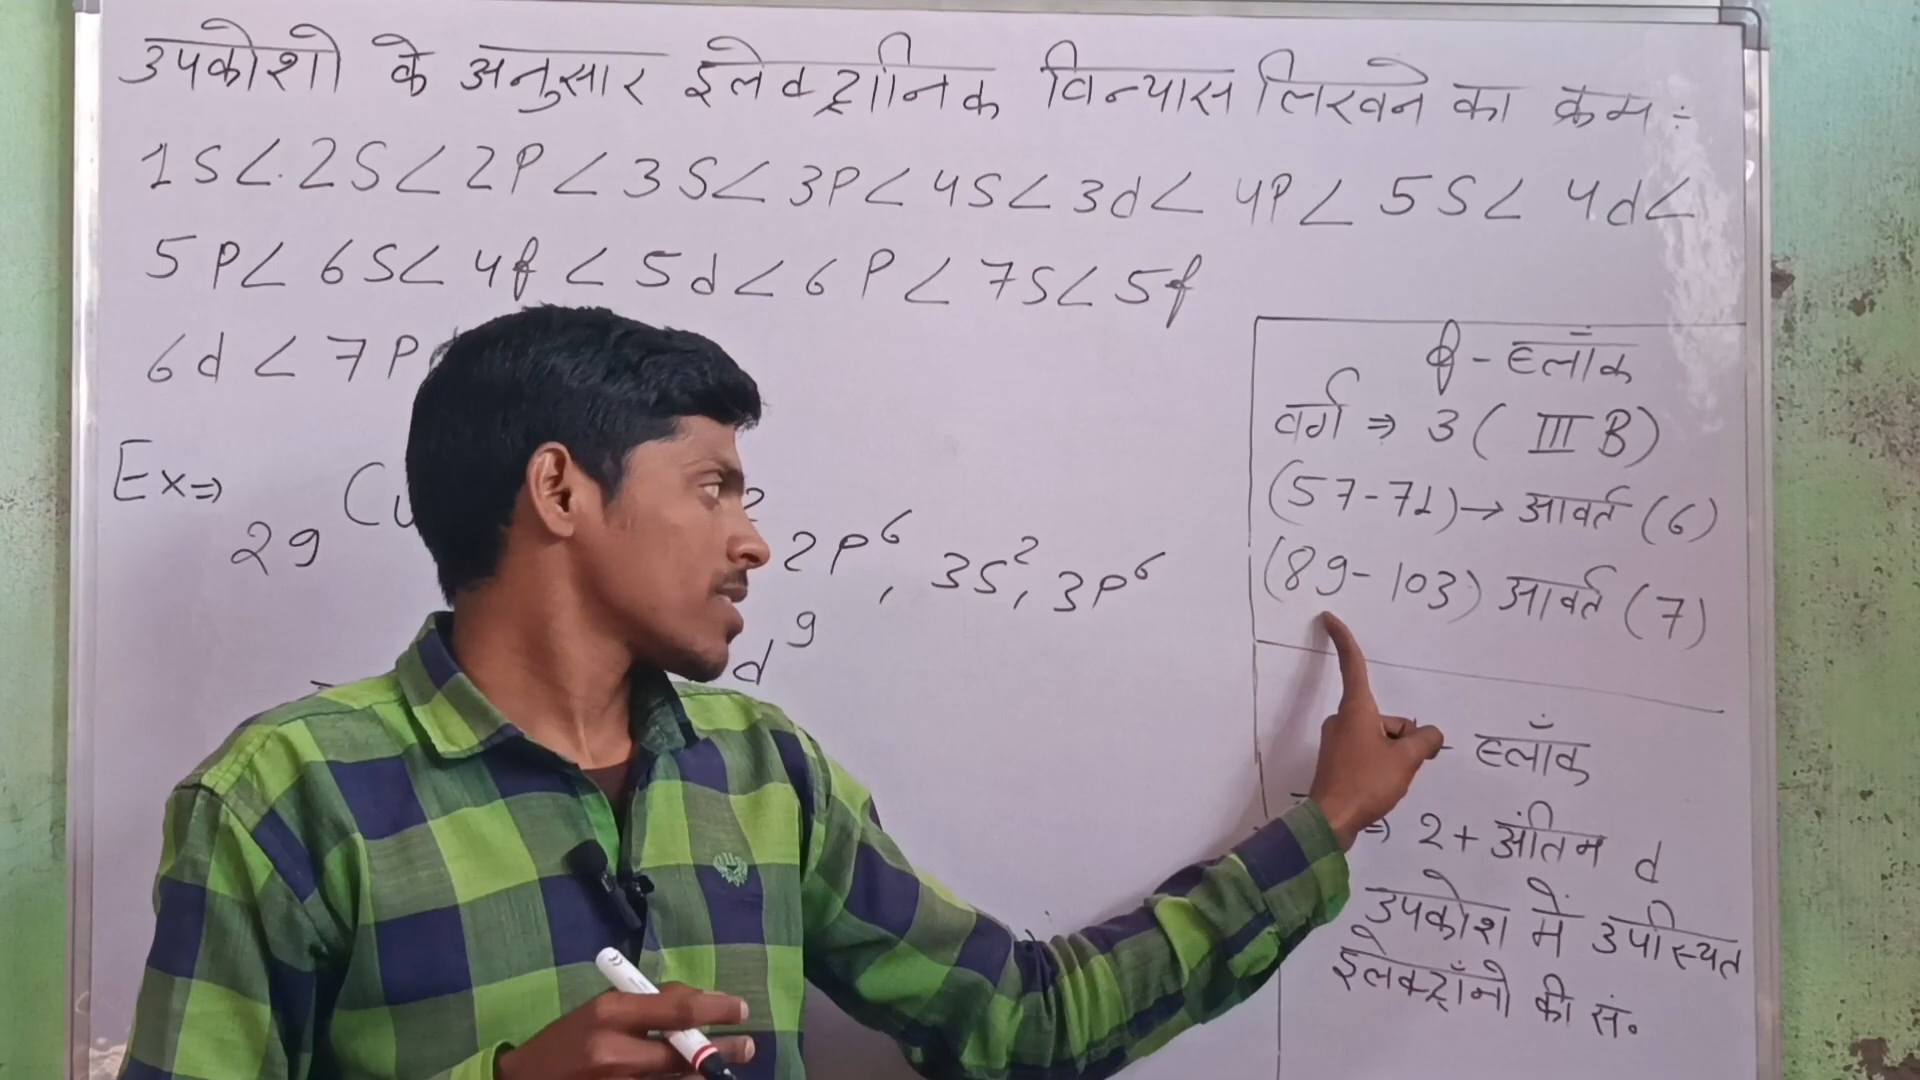 उपकोशो के अनुसार इलेक्ट्रॉनिक विन्यास लिखने का क्रम :-
1S < 2S < 2P < 3S < 3P < 4S < 3d < 4P < 5S < 4d <
5P < 6S < 4f < 5d < 6P < 7S < 5f
6d < 7P
Ex ⇒ 29 Cu 2P⁶, 3S², 3P⁶
d⁹
f - ब्लॉक
वर्ग ⇒ 3 ( III B)
(57-71) → आवर्त (6)
(89-103) आवर्त (7)
- ब्लॉक
⇒ 2 + अंतिम d
उपकोश में उपस्थित
इलेक्ट्रॉनो की सं.